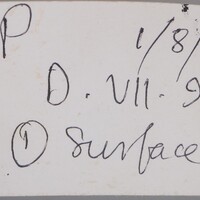 P 1/8/
D. VII. 9
① Surface